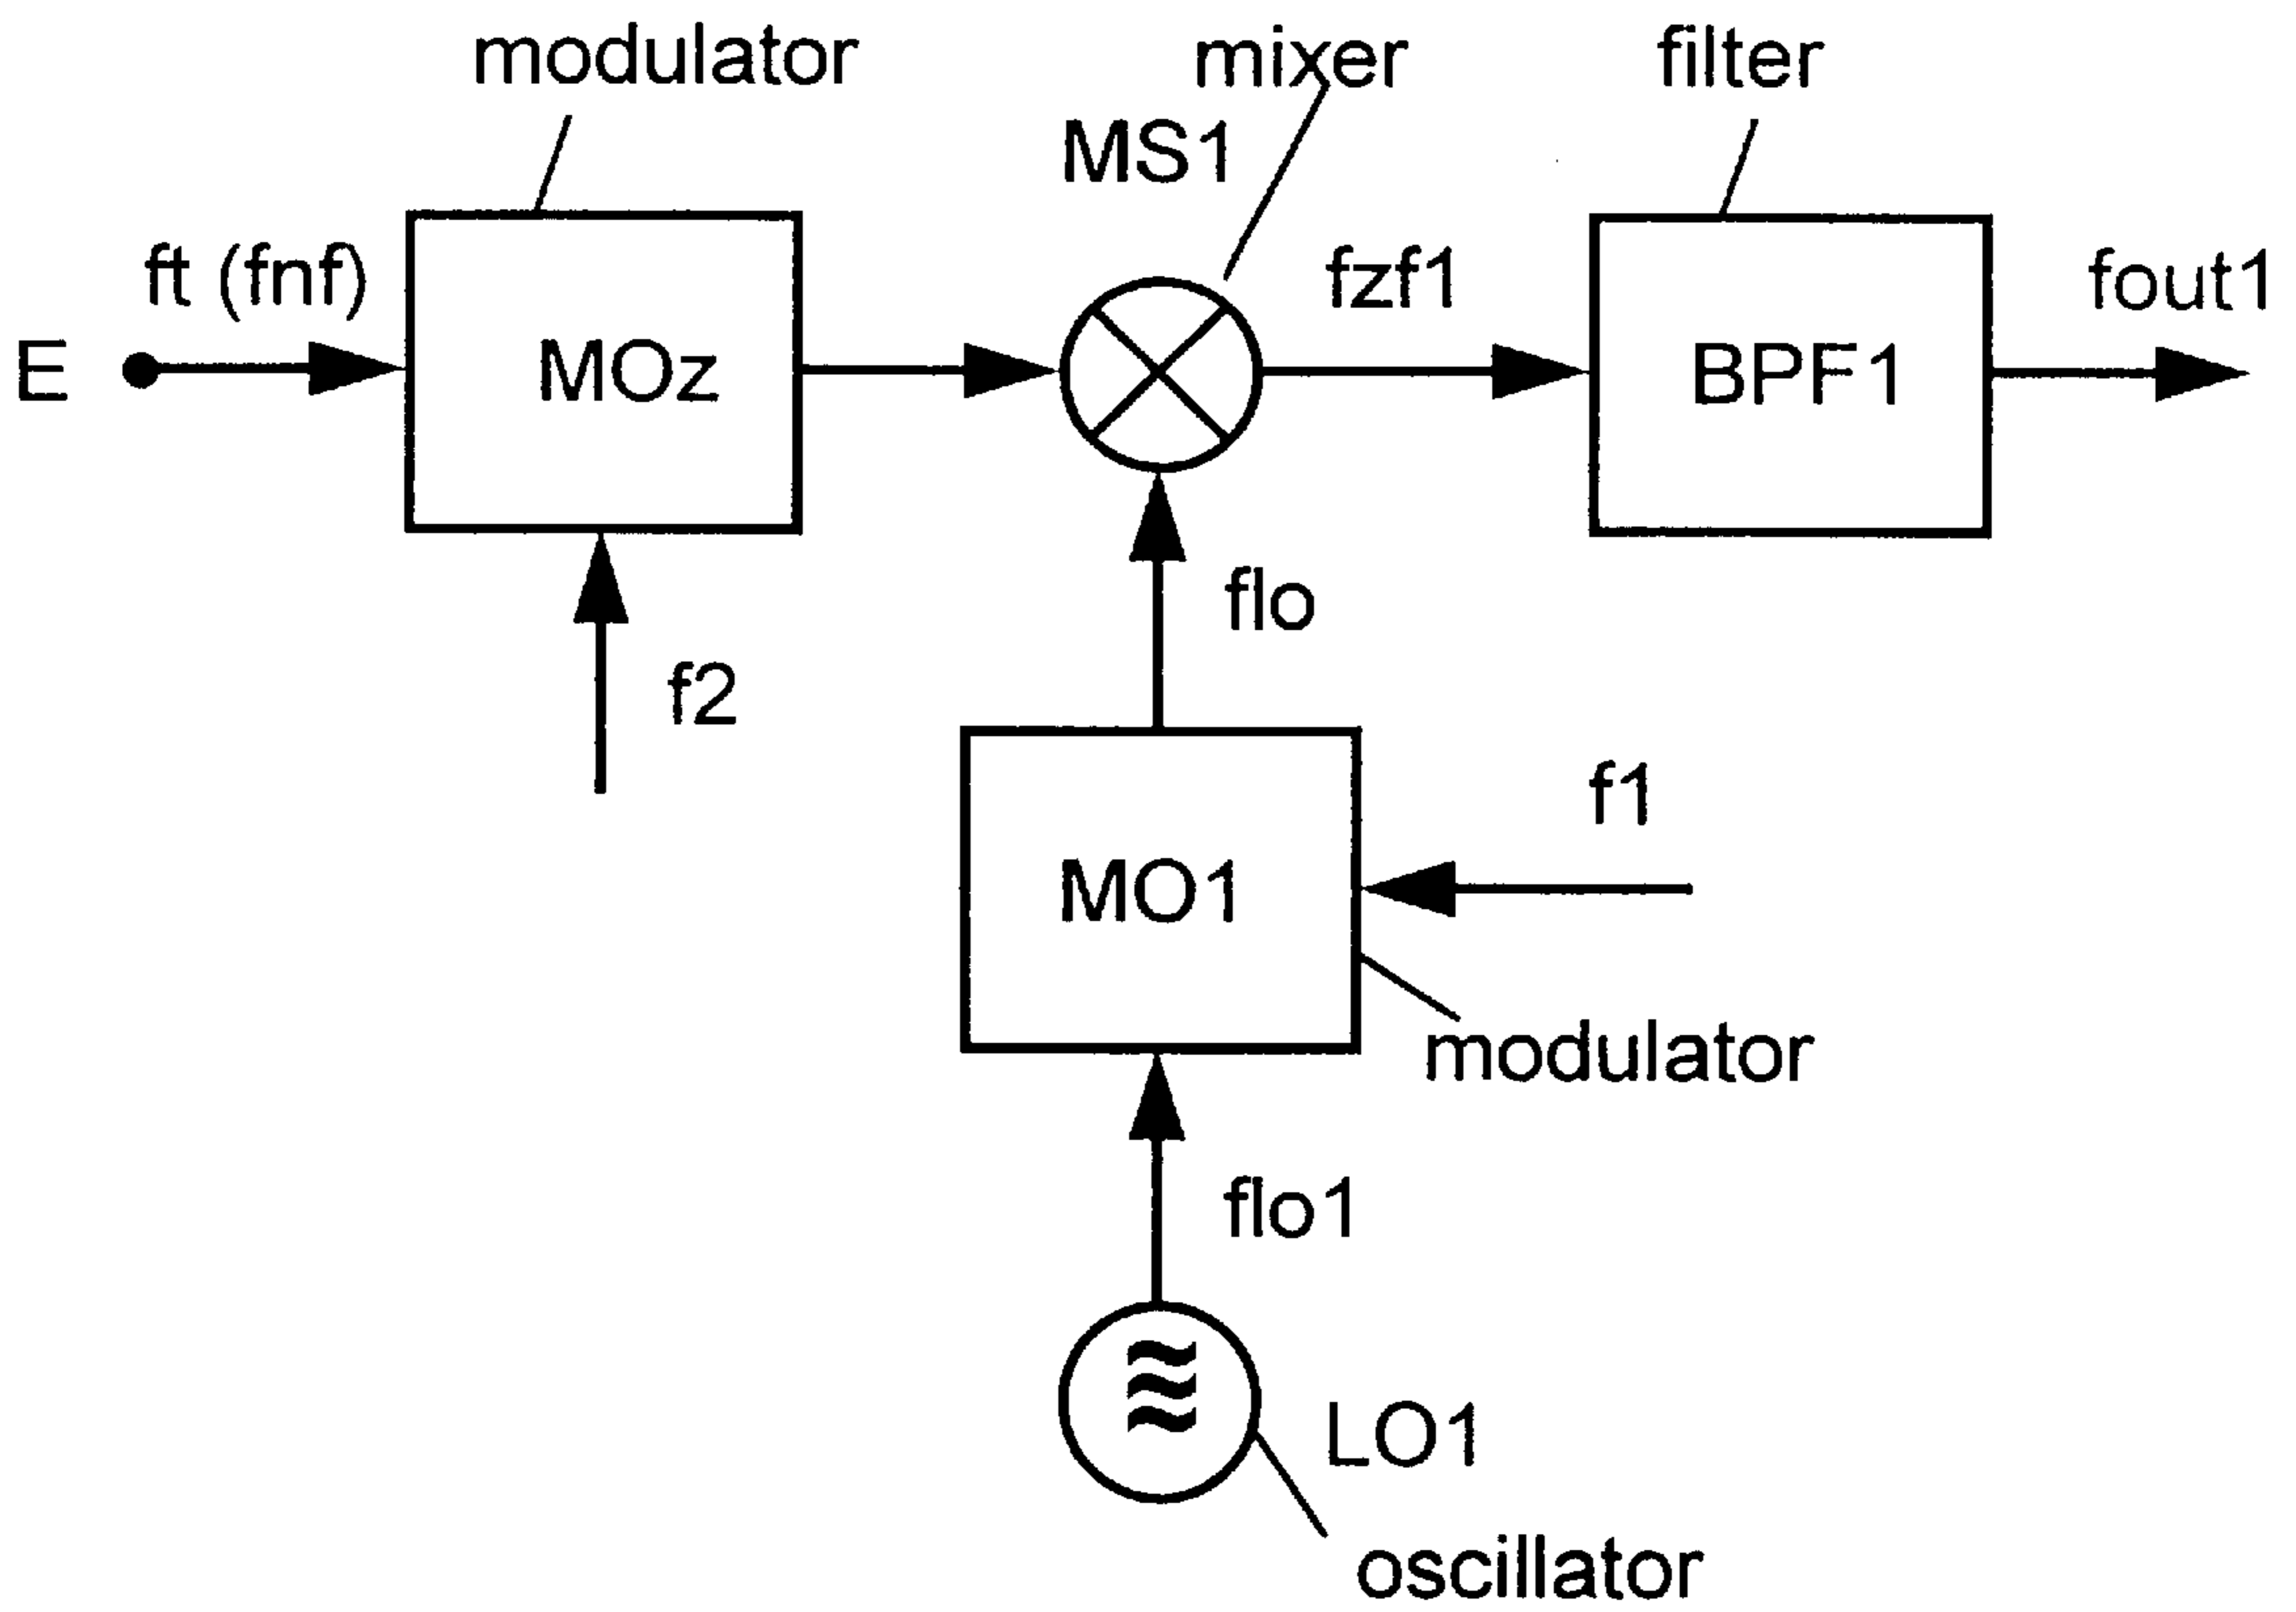 modulator
mixer
filter
MS1
ft (fnf)
fzf1
fout1
E
MOz
BPF1
flo
f2
f1
MO1
modulator
flo1
LO1
oscillator